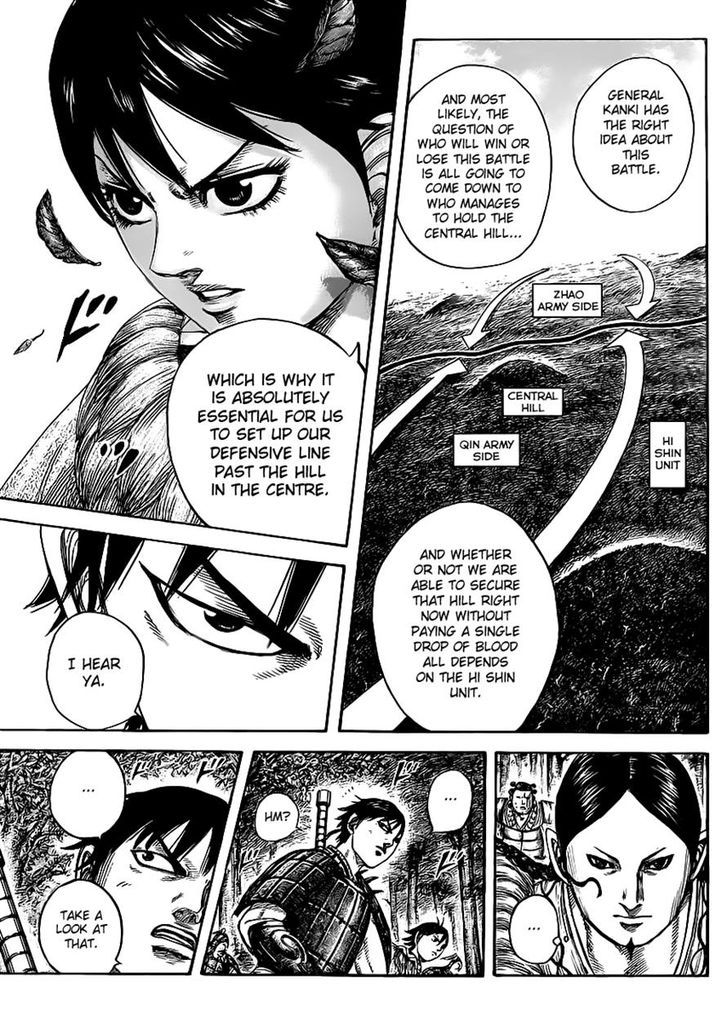 GENERAL
KANKI HAS
THE RIGHT
IDEA ABOUT
THIS
BATTLE.
AND MOST
LIKELY, THE
QUESTION OF
WHO WILL WIN OR
LOSE THIS BATTLE
IS ALL GOING TO
COME DOWN TO
WHO MANAGES
TO HOLD THE
CENTRAL HILL...
ZHAO
ARMY SIDE
CENTRAL
HILL
QIN ARMY
SIDE
HI
SHIN
UNIT
AND WHETHER
OR NOT WE ARE
ABLE TO SECURE
THAT HILL RIGHT
NOW WITHOUT
PAYING A SINGLE
DROP OF BLOOD
ALL DEPENDS
ON THE HI SHIN
UNIT.
ドド
WHICH IS WHY IT
IS ABSOLUTELY
ESSENTIAL FOR US
TO SET UP OUR
DEFENSIVE LINE
PAST THE HILL
IN THE CENTRE.
I HEAR
YA.
...
...
HM?
...
TAKE A
LOOK AT
THAT.